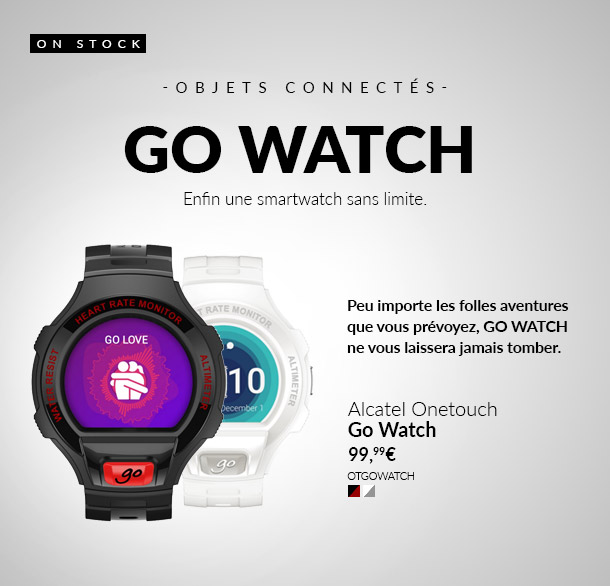 ON STOCK
-OBJETS CONNECTÉS-
GO WATCH
Enfin une smartwatch sans limite.
HEART RATE MONITOR
WATER RESIST
ALTIMETER
GO LOVE
go
HEART RATE MONITOR
ALTIMETER
10
December 1
go
Peu importe les folles aventures
que vous prévoyez, GO WATCH
ne vous laissera jamais tomber.
Alcatel Onetouch
Go Watch
99,99€
OTGOWATCH